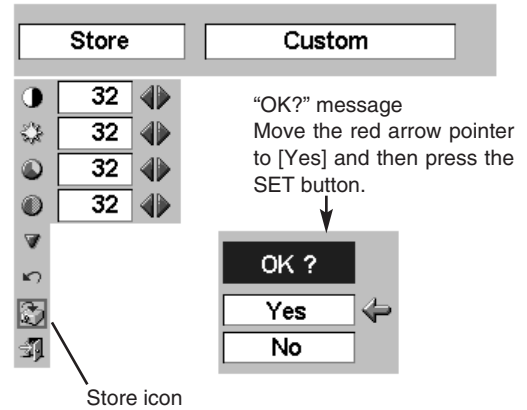 Store Custom
32
32
32
32
“OK?” message
Move the red arrow pointer
to [Yes] and then press the
SET button.
OK ?
Yes
No
Store icon